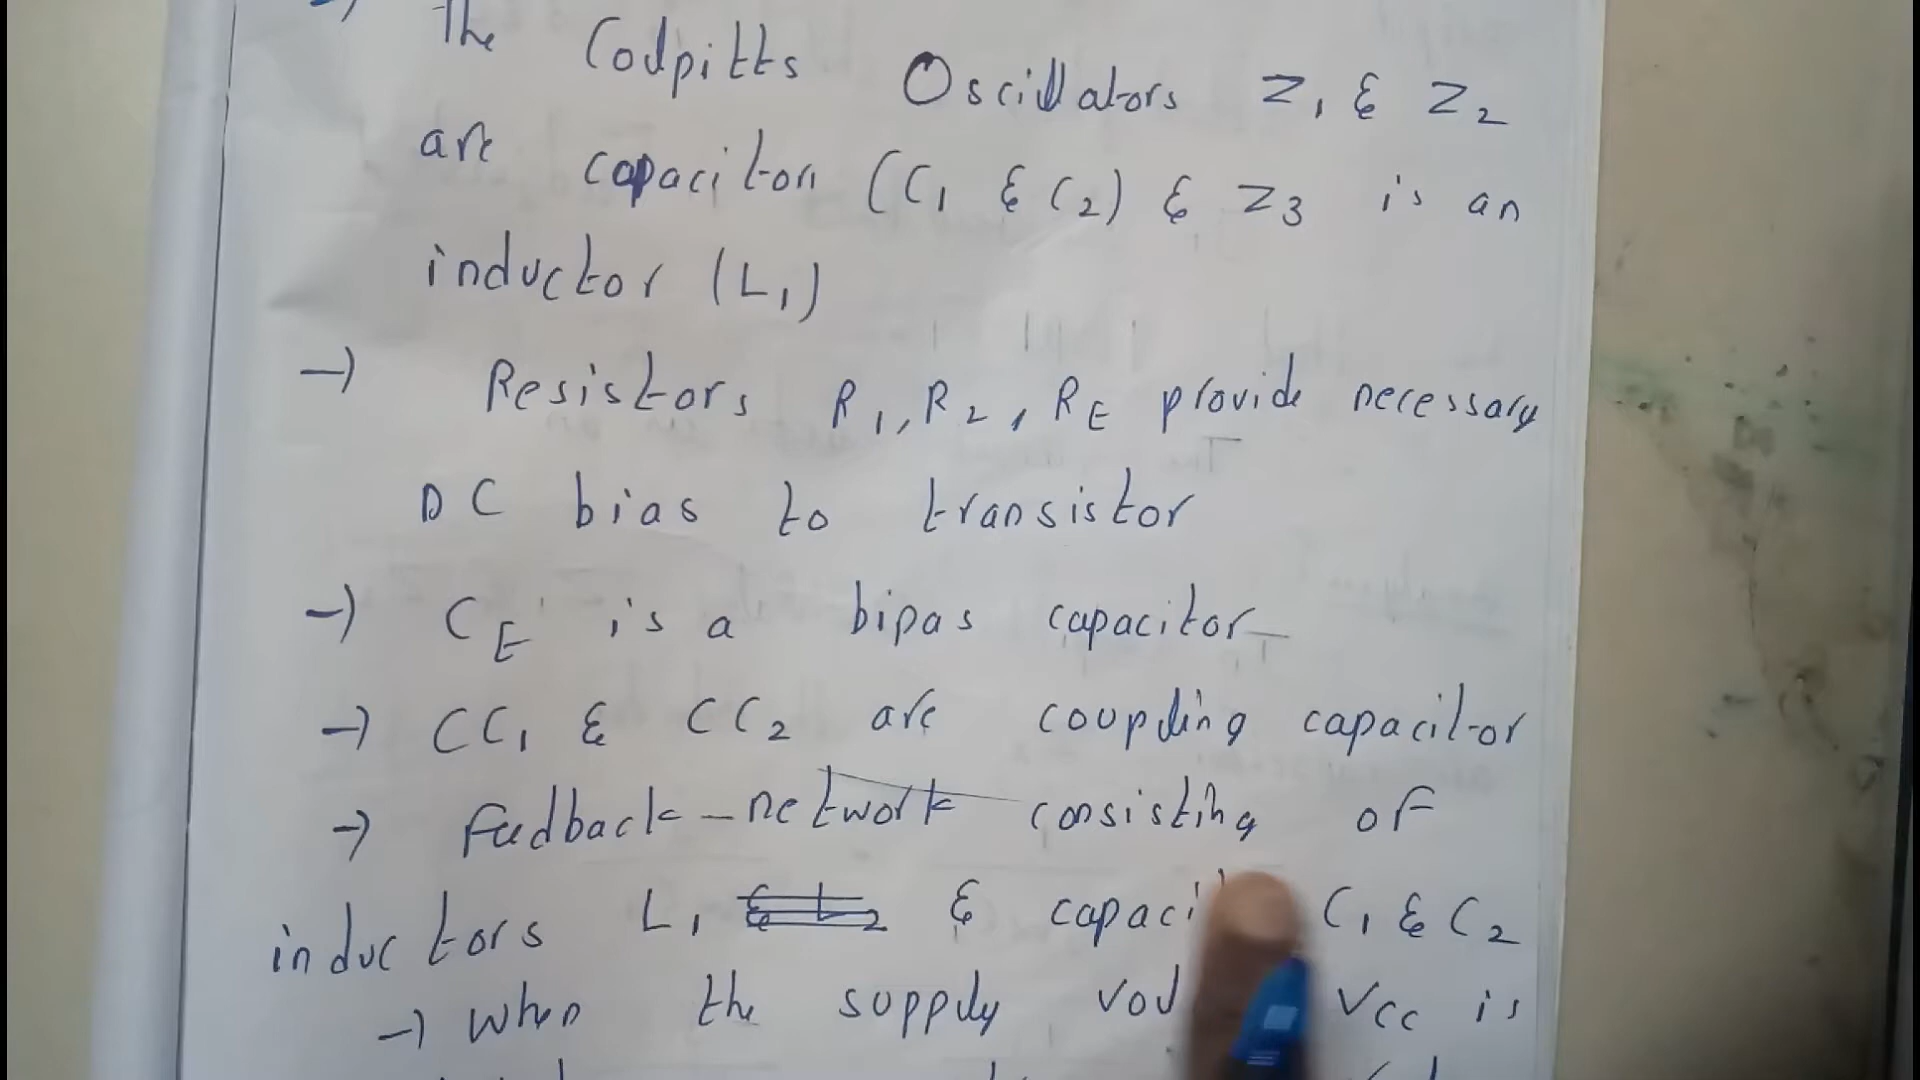 → The Colpitts Oscillators Z1 & Z2
are capacitor (C1 & C2) & Z3 is an
inductor (L1)
→ Resistors R1, R2, RE provide necessary
DC bias to transistor
→ CE is a bipas capacitor
→ CC1 & CC2 are coupling capacitor
→ feedback-network consisting of
inductors L1 & C1 & C2
→ when the supply VCC is